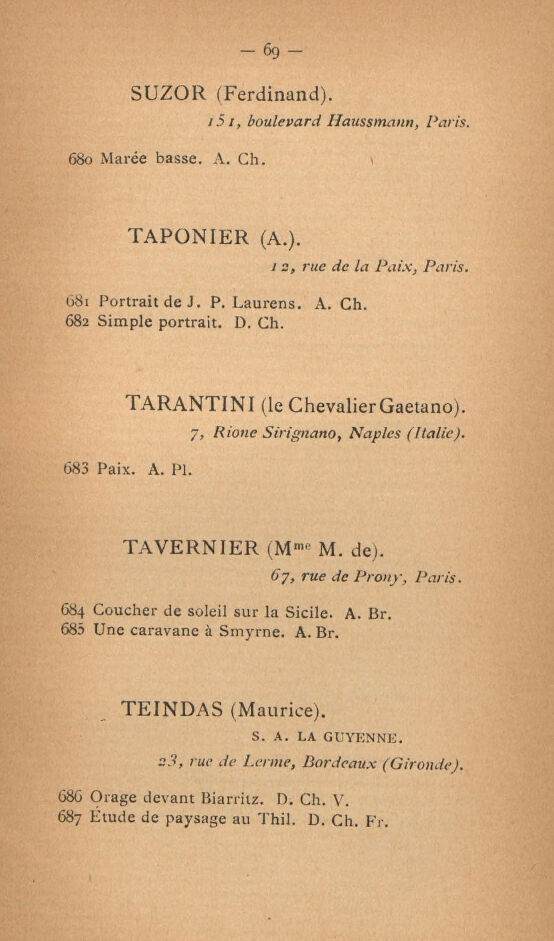 — 69 —
SUZOR (Ferdinand).
151, boulevard Haussmann, Paris.
680 Marée basse. A. Ch.
TAPONIER (A.).
12, rue de la Paix, Paris.
681 Portrait de J. P. Laurens. A. Ch.
682 Simple portrait. D. Ch.
TARANTINI (le Chevalier Gaetano).
7, Rione Sirignano, Naples (Italie).
683 Paix. A. Pl.
TAVERNIER (Mme M. de).
67, rue de Prony, Paris.
684 Coucher de soleil sur la Sicile. A. Br.
685 Une caravane à Smyrne. A. Br.
TEINDAS (Maurice).
S. A. LA GUYENNE.
23, rue de Lerme, Bordeaux (Gironde).
686 Orage devant Biarritz. D. Ch. V.
687 Étude de paysage au Thil. D. Ch. Fr.